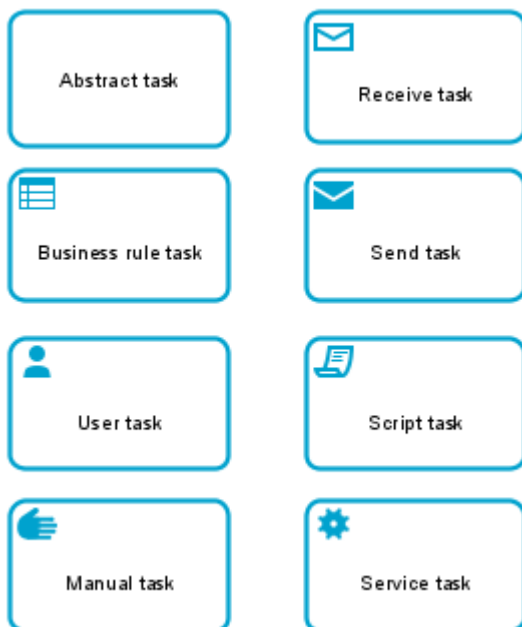 Abstract task
Receive task
Business rule task
Send task
User task
Script task
Manual task
Service task